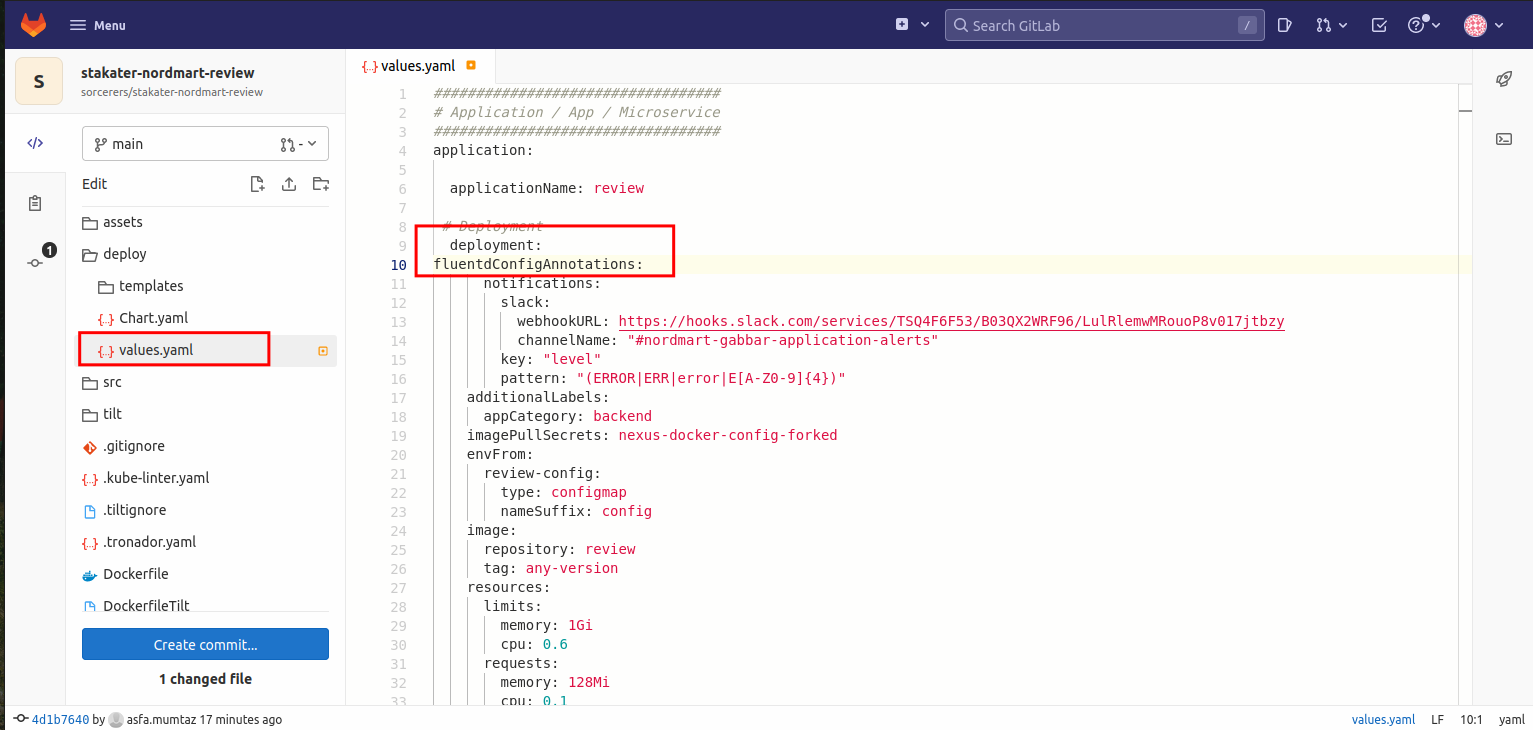 Menu
Search GitLab
/
S
stakater-nordmart-review
sorcerers/stakater-nordmart-review
main
-
Edit
assets
deploy
templates
{..} Chart.yaml
{..} values.yaml
src
tilt
.gitignore
{..} .kube-linter.yaml
.tiltignore
{..} .tronador.yaml
Dockerfile
DockerfileTilt
Create commit...
1 changed file
1
{..} values.yaml
1 ##################################
2 # Application / App / Microservice
3 ##################################
4 application:
5
6 applicationName: review
7
8 # Deployment
9 deployment:
10 fluentdConfigAnnotations:
11 notifications:
12 slack:
13 webhookURL: https://hooks.slack.com/services/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
14 channelName: "#nordmart-gabbar-application-alerts"
15 key: "level"
16 pattern: "(ERROR|ERR|error|E[A-Z0-9]{4})"
17 additionalLabels:
18 appCategory: backend
19 imagePullSecrets: nexus-docker-config-forked
20 envFrom:
21 review-config:
22 type: configmap
23 nameSuffix: config
24 image:
25 repository: review
26 tag: any-version
27 resources:
28 limits:
29 memory: 1Gi
30 cpu: 0.6
31 requests:
32 memory: 128Mi
33 cpu: 0.1
4d1b7640 by asfa.mumtaz 17 minutes ago
values.yaml LF 10:1 yaml